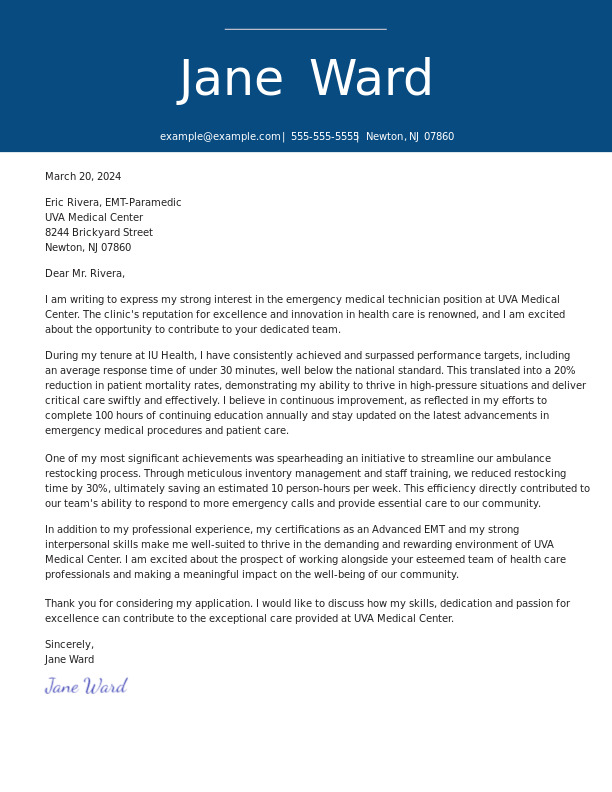 Jane Ward
example@example.com | 555-555-5555 | Newton, NJ 07860
March 20, 2024
Eric Rivera, EMT-Paramedic
UVA Medical Center
8244 Brickyard Street
Newton, NJ 07860
Dear Mr. Rivera,
I am writing to express my strong interest in the emergency medical technician position at UVA Medical
Center. The clinic's reputation for excellence and innovation in health care is renowned, and I am excited
about the opportunity to contribute to your dedicated team.
During my tenure at IU Health, I have consistently achieved and surpassed performance targets, including
an average response time of under 30 minutes, well below the national standard. This translated into a 20%
reduction in patient mortality rates, demonstrating my ability to thrive in high-pressure situations and deliver
critical care swiftly and effectively. I believe in continuous improvement, as reflected in my efforts to
complete 100 hours of continuing education annually and stay updated on the latest advancements in
emergency medical procedures and patient care.
One of my most significant achievements was spearheading an initiative to streamline our ambulance
restocking process. Through meticulous inventory management and staff training, we reduced restocking
time by 30%, ultimately saving an estimated 10 person-hours per week. This efficiency directly contributed to
our team's ability to respond to more emergency calls and provide essential care to our community.
In addition to my professional experience, my certifications as an Advanced EMT and my strong
interpersonal skills make me well-suited to thrive in the demanding and rewarding environment of UVA
Medical Center. I am excited about the prospect of working alongside your esteemed team of health care
professionals and making a meaningful impact on the well-being of our community.
Thank you for considering my application. I would like to discuss how my skills, dedication and passion for
excellence can contribute to the exceptional care provided at UVA Medical Center.
Sincerely,
Jane Ward
Jane Ward